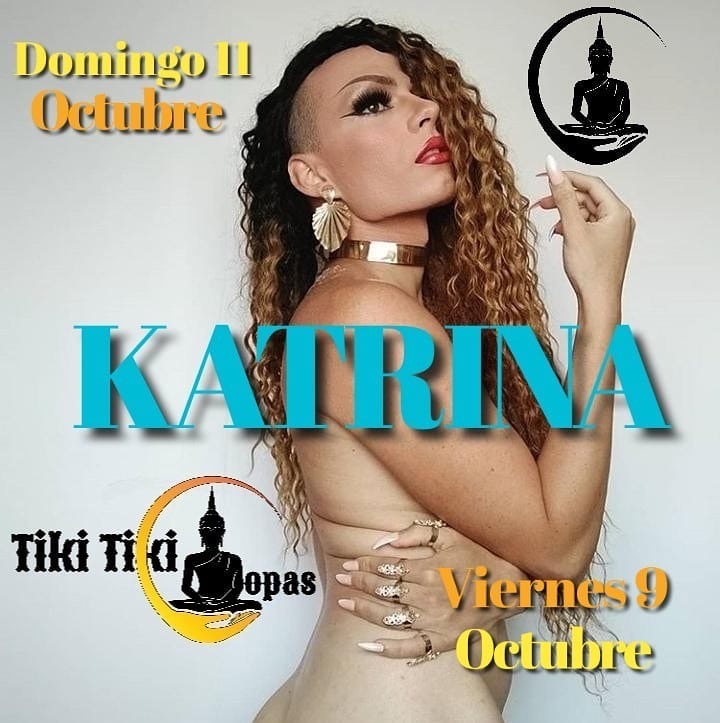 Domingo 11
Octubre
KATRINA
Tiki Tiki
Copas
Viernes 9
Octubre